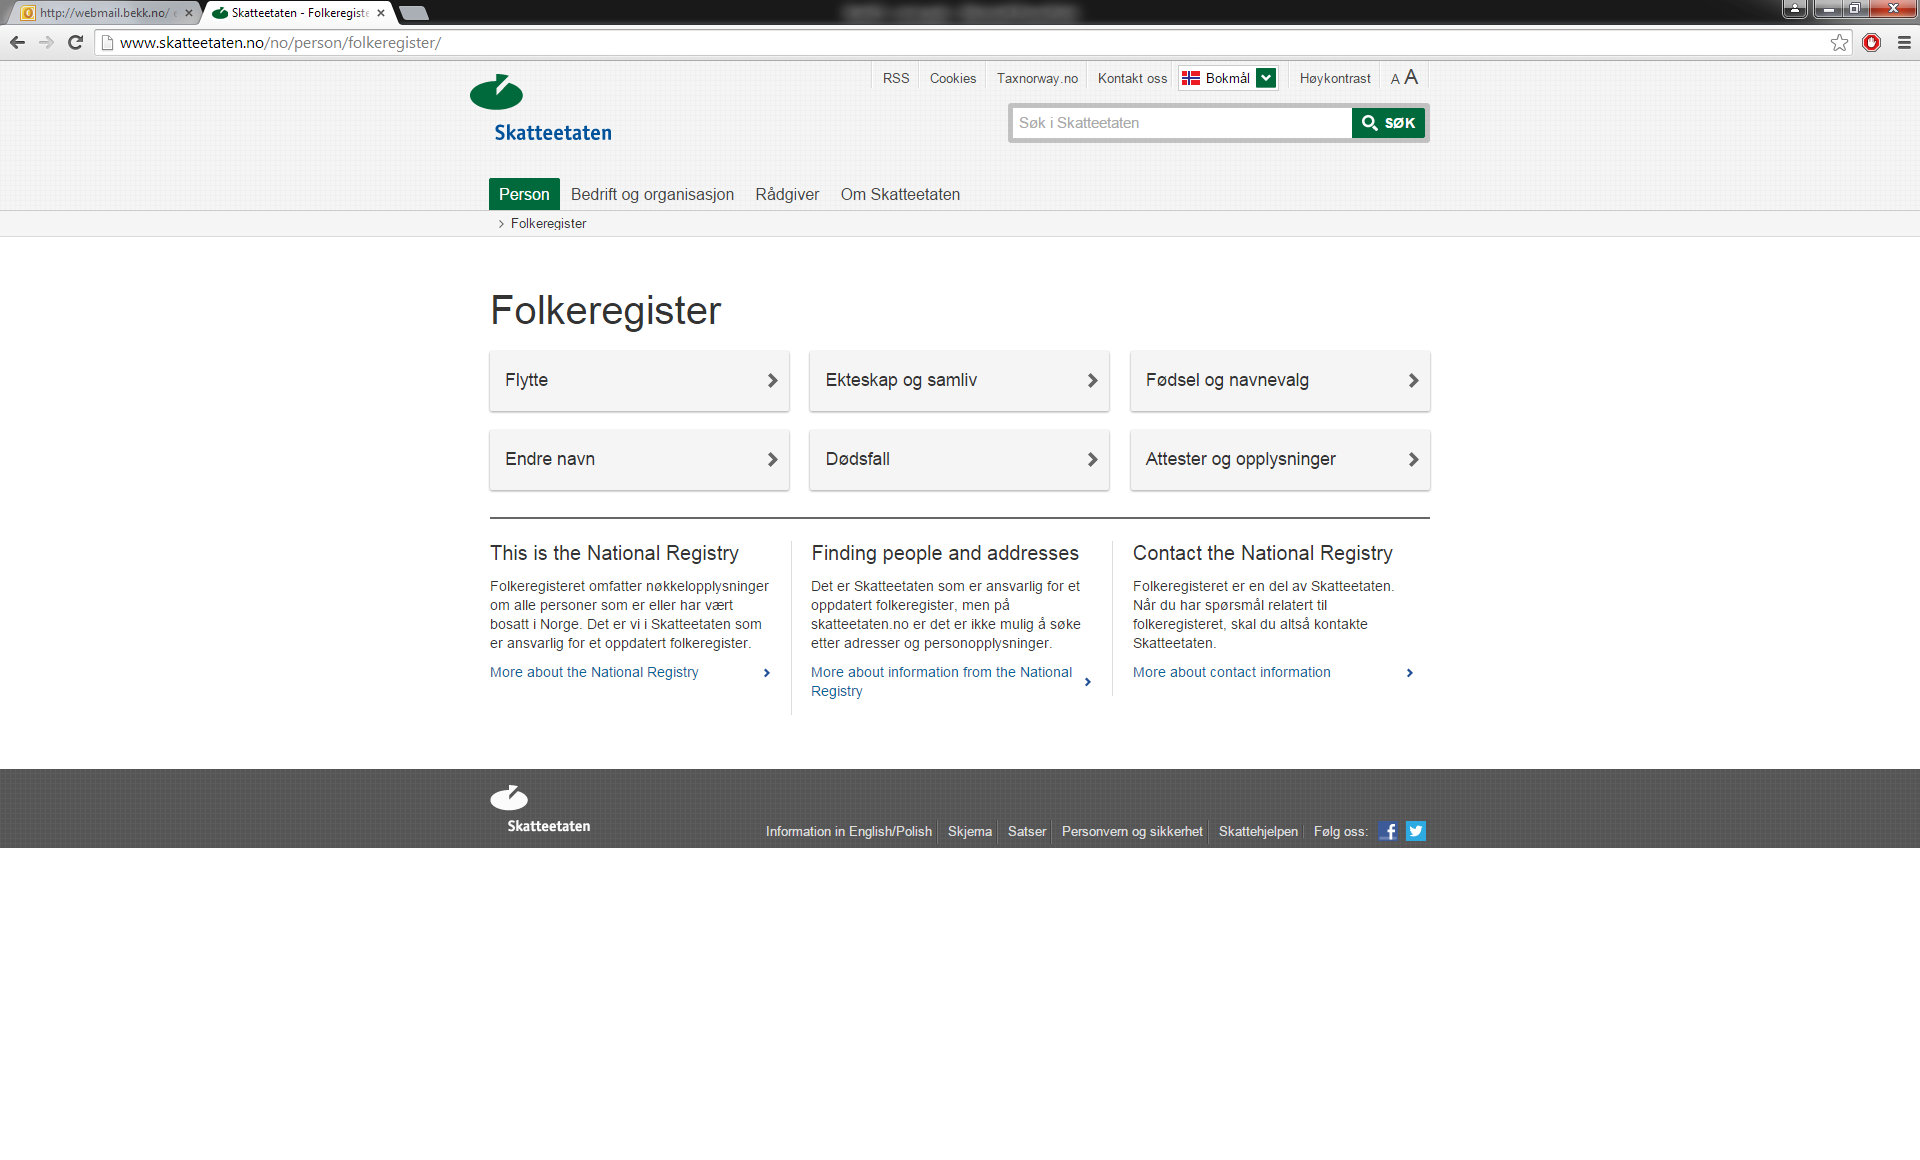 http://webmail.bekk.no/
Skatteetaten - Folkeregiste
www.skatteetaten.no/no/person/folkeregister/
RSS
Cookies
Taxnorway.no
Kontakt oss
Bokmål
Høykontrast
A A
Skatteetaten
Søk i Skatteetaten
SØK
Person
Bedrift og organisasjon
Rådgiver
Om Skatteetaten
Folkeregister
Folkeregister
Flytte
Ekteskap og samliv
Fødsel og navnevalg
Endre navn
Dødsfall
Attester og opplysninger
This is the National Registry
Folkeregisteret omfatter nøkkelopplysninger
om alle personer som er eller har vært
bosatt i Norge. Det er vi i Skatteetaten som
er ansvarlig for et oppdatert folkeregister.
More about the National Registry
Finding people and addresses
Det er Skatteetaten som er ansvarlig for et
oppdatert folkeregister, men på
skatteetaten.no er det er ikke mulig å søke
etter adresser og personopplysninger.
More about information from the National
Registry
Contact the National Registry
Folkeregisteret er en del av Skatteetaten.
Når du har spørsmål relatert til
folkeregisteret, skal du altså kontakte
Skatteetaten.
More about contact information
Skatteetaten
Information in English/Polish
Skjema
Satser
Personvern og sikkerhet
Skattehjelpen
Følg oss: